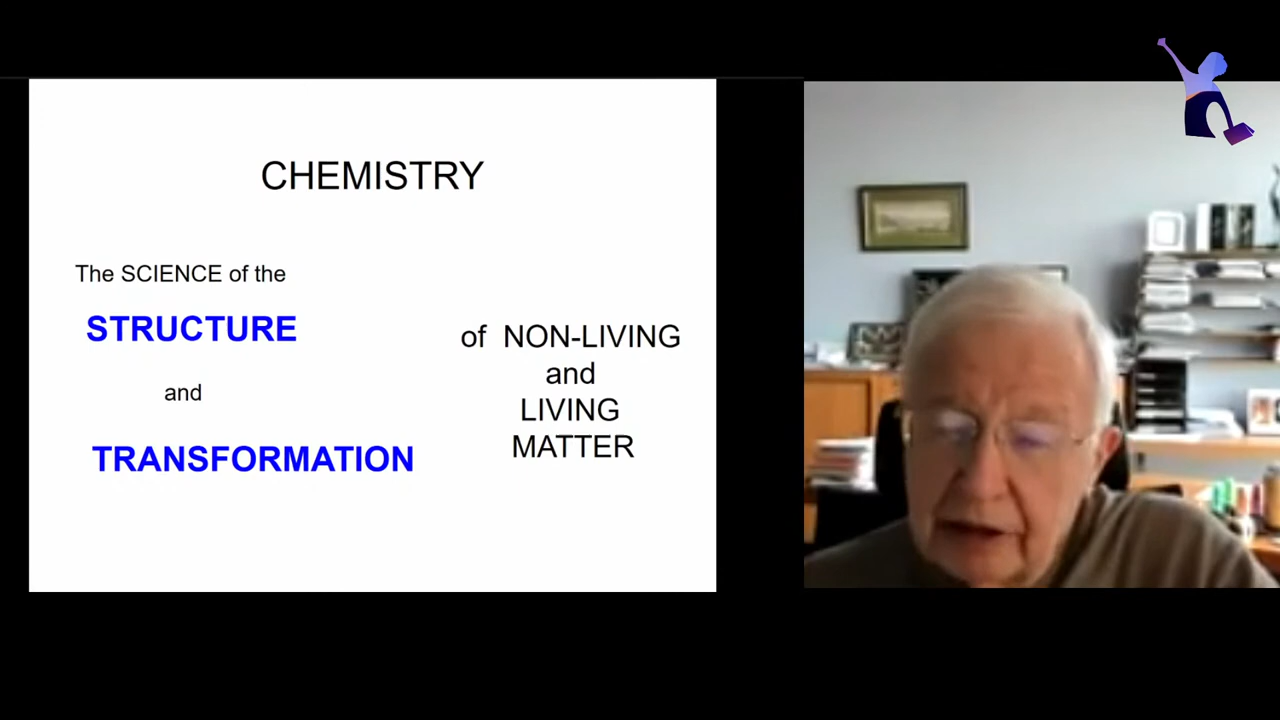 CHEMISTRY
The SCIENCE of the
STRUCTURE
and
TRANSFORMATION
of NON-LIVING
and
LIVING
MATTER